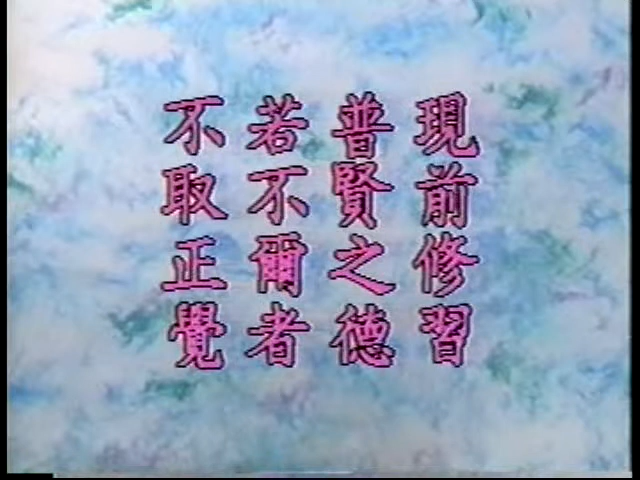 現前修習
普賢之德
若不爾者
不取正覺